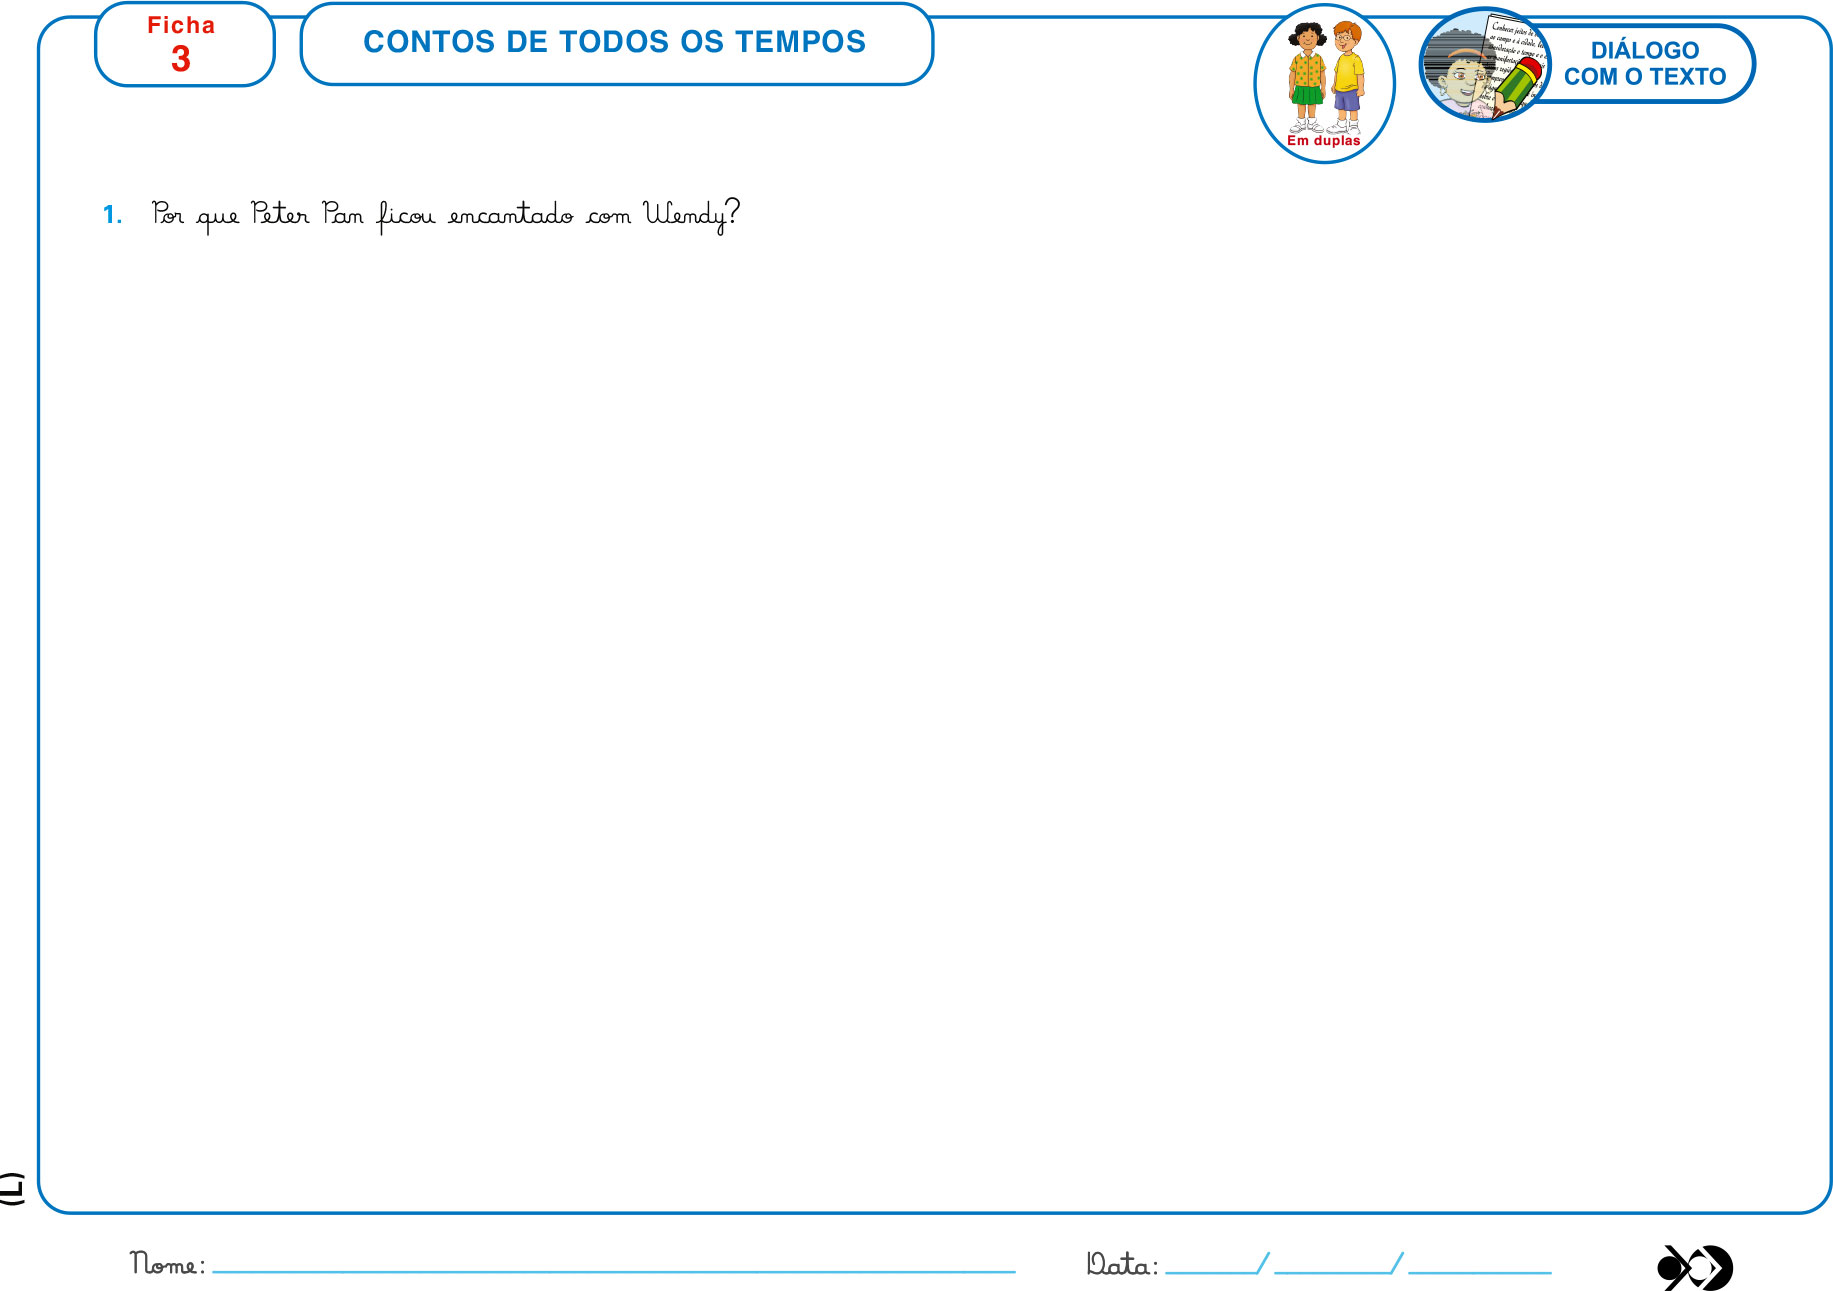 Ficha
3
CONTOS DE TODOS OS TEMPOS
Em duplas
DIÁLOGO
COM O TEXTO
1. Por que Peter Pan ficou encantado com Wendy?
(L)
Nome:
Data: / /